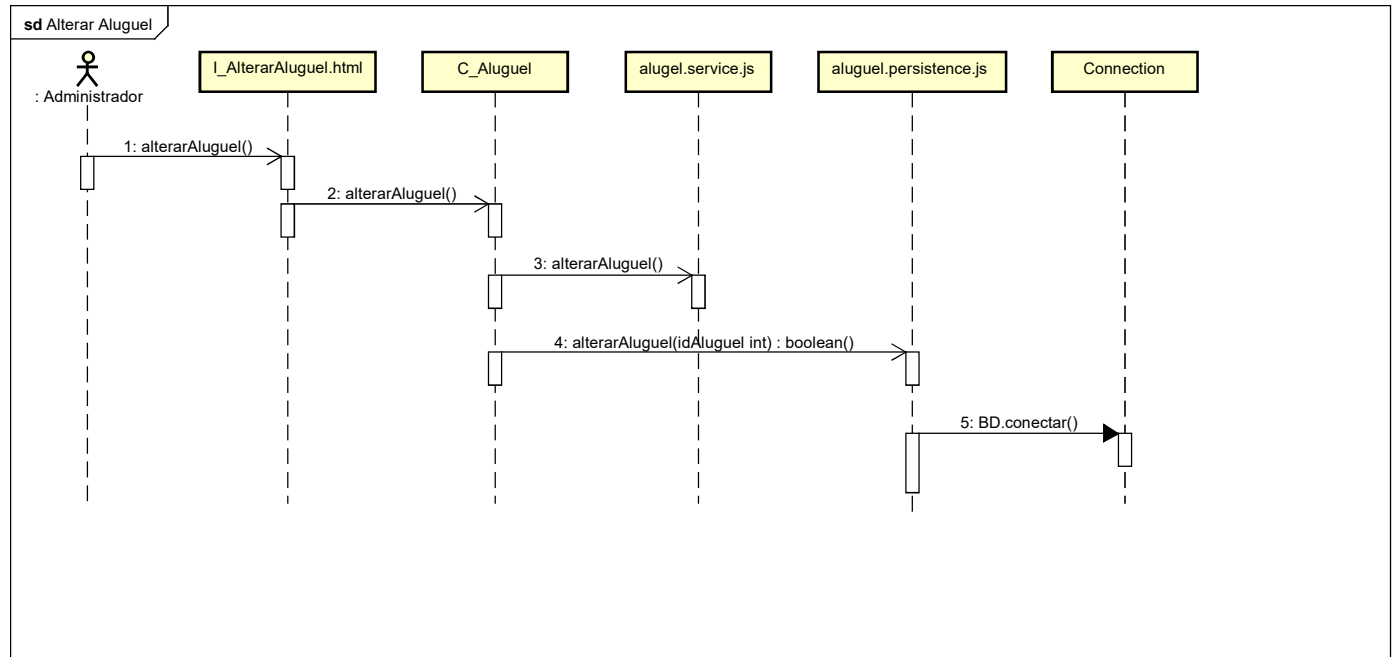 sd Alterar Aluguel
: Administrador
I_AlterarAluguel.html
C_Aluguel
alugel.service.js
aluguel.persistence.js
Connection
1: alterarAluguel()
2: alterarAluguel()
3: alterarAluguel()
4: alterarAluguel(idAluguel int) : boolean()
5: BD.conectar()